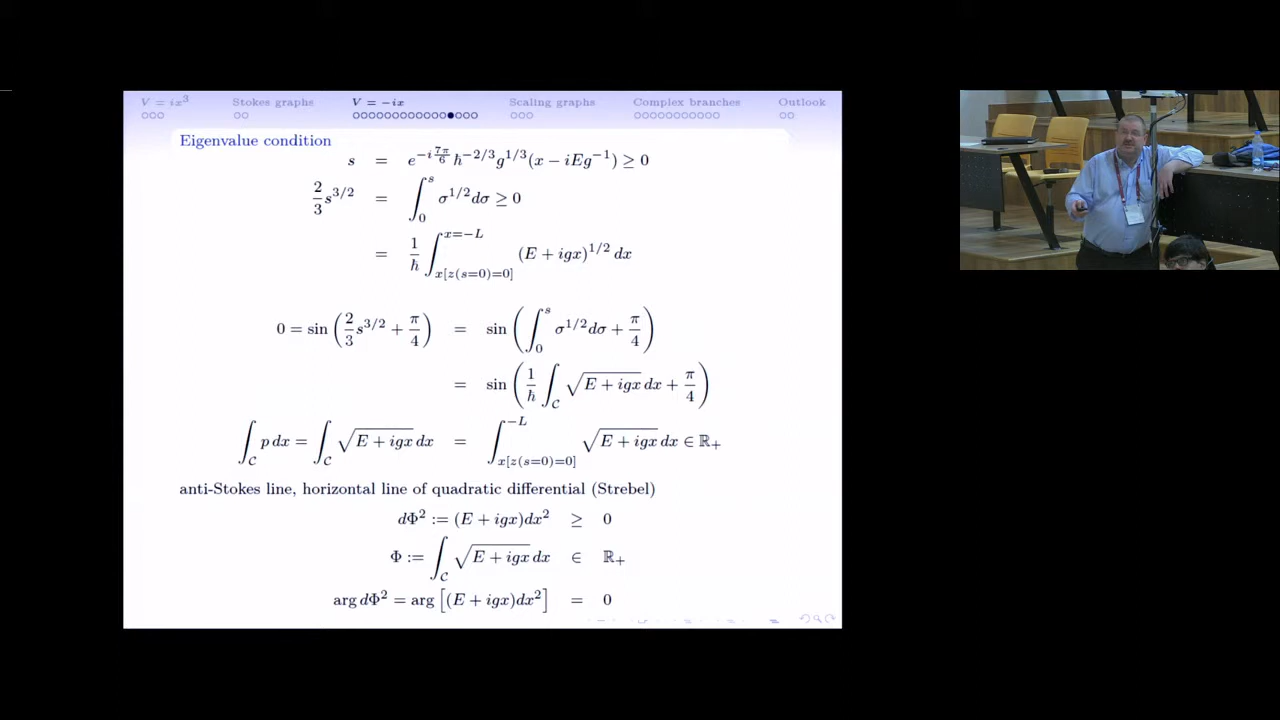 V = ix³ Stokes graphs V = −ix Scaling graphs Complex branches Outlook
Eigenvalue condition
s = e^{−i7π/6} ħ^{−2/3} g^{1/3} (x − iEg^{−1}) ≥ 0
2/3 s^{3/2} = ∫_0^s σ^{1/2} dσ ≥ 0
= 1/ħ ∫_{x[z(s=0)=0]}^{x=−L} (E + igx)^{1/2} dx
0 = sin (2/3 s^{3/2} + π/4) = sin (∫_0^s σ^{1/2} dσ + π/4)
= sin (1/ħ ∫_C √(E + igx) dx + π/4)
∫_C p dx = ∫_C √(E + igx) dx = ∫_{x[z(s=0)=0]}^{−L} √(E + igx) dx ∈ ℝ₊
anti-Stokes line, horizontal line of quadratic differential (Strebel)
dΦ² := (E + igx)dx² ≥ 0
Φ := ∫_C √(E + igx) dx ∈ ℝ₊
arg dΦ² = arg [(E + igx)dx²] = 0